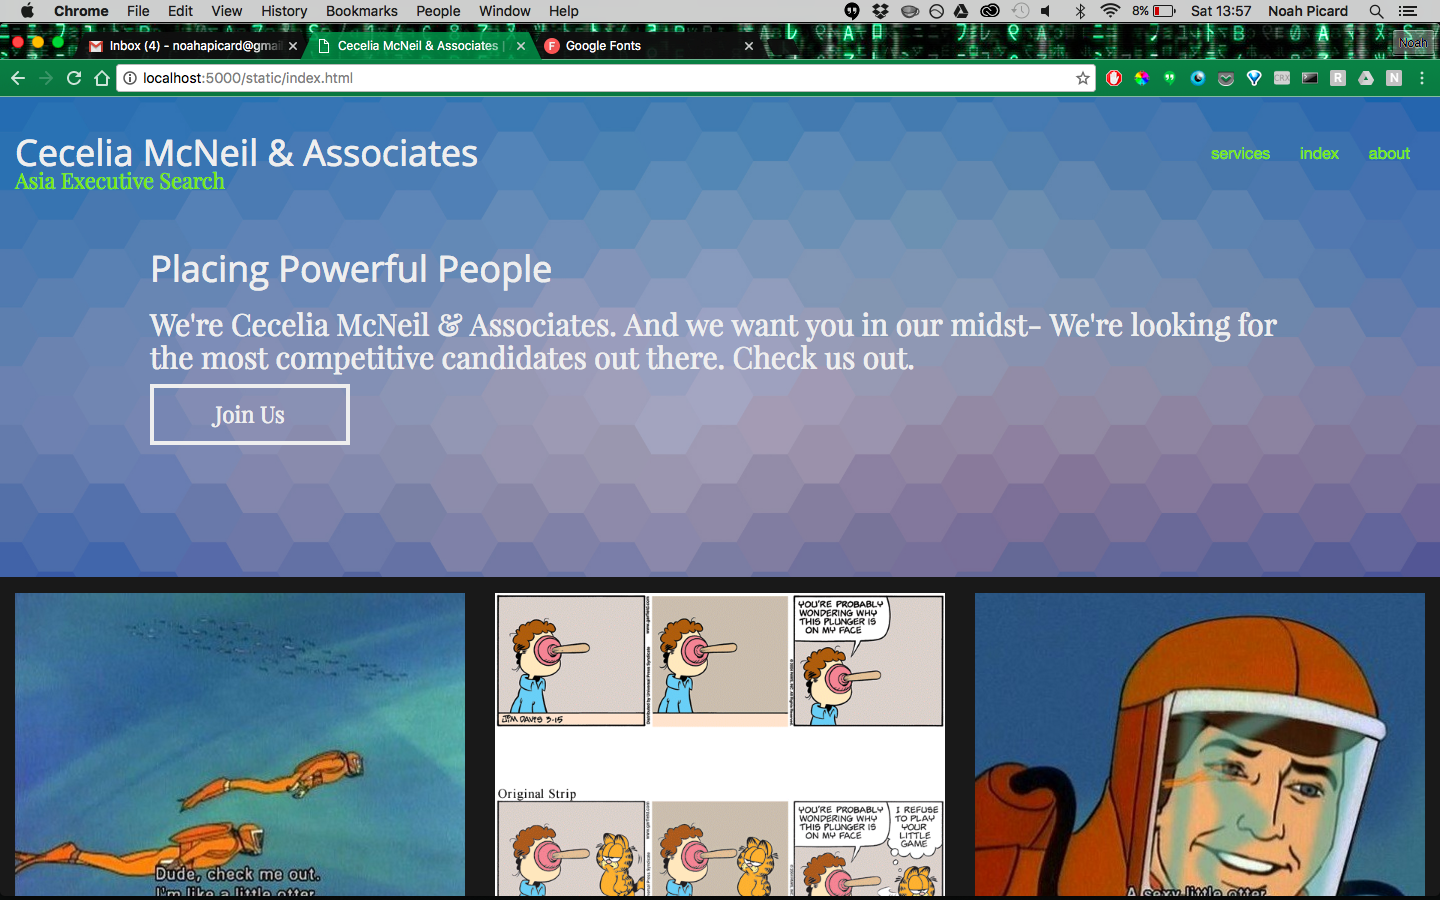 Chrome File Edit View History Bookmarks People Window Help 8% Sat 13:57 Noah Picard
Inbox (4) - noahapicard@gmai
Cecelia McNeil & Associates |
Google Fonts
Noah
localhost:5000/static/index.html
Cecelia McNeil & Associates
Asia Executive Search
services index about
Placing Powerful People
We're Cecelia McNeil & Associates. And we want you in our midst- We're looking for
the most competitive candidates out there. Check us out.
Join Us
Dude, check me out.
I'm like a little otter
JIM DAVIS 3-15
YOU'RE PROBABLY
WONDERING WHY
THIS PLUNGER IS
ON MY FACE
Original Strip
YOU'RE PROBABLY
WONDERING WHY
THIS PLUNGER IS
ON MY FACE
I REFUSE
TO PLAY
YOUR
LITTLE
GAME
A sexy little otter